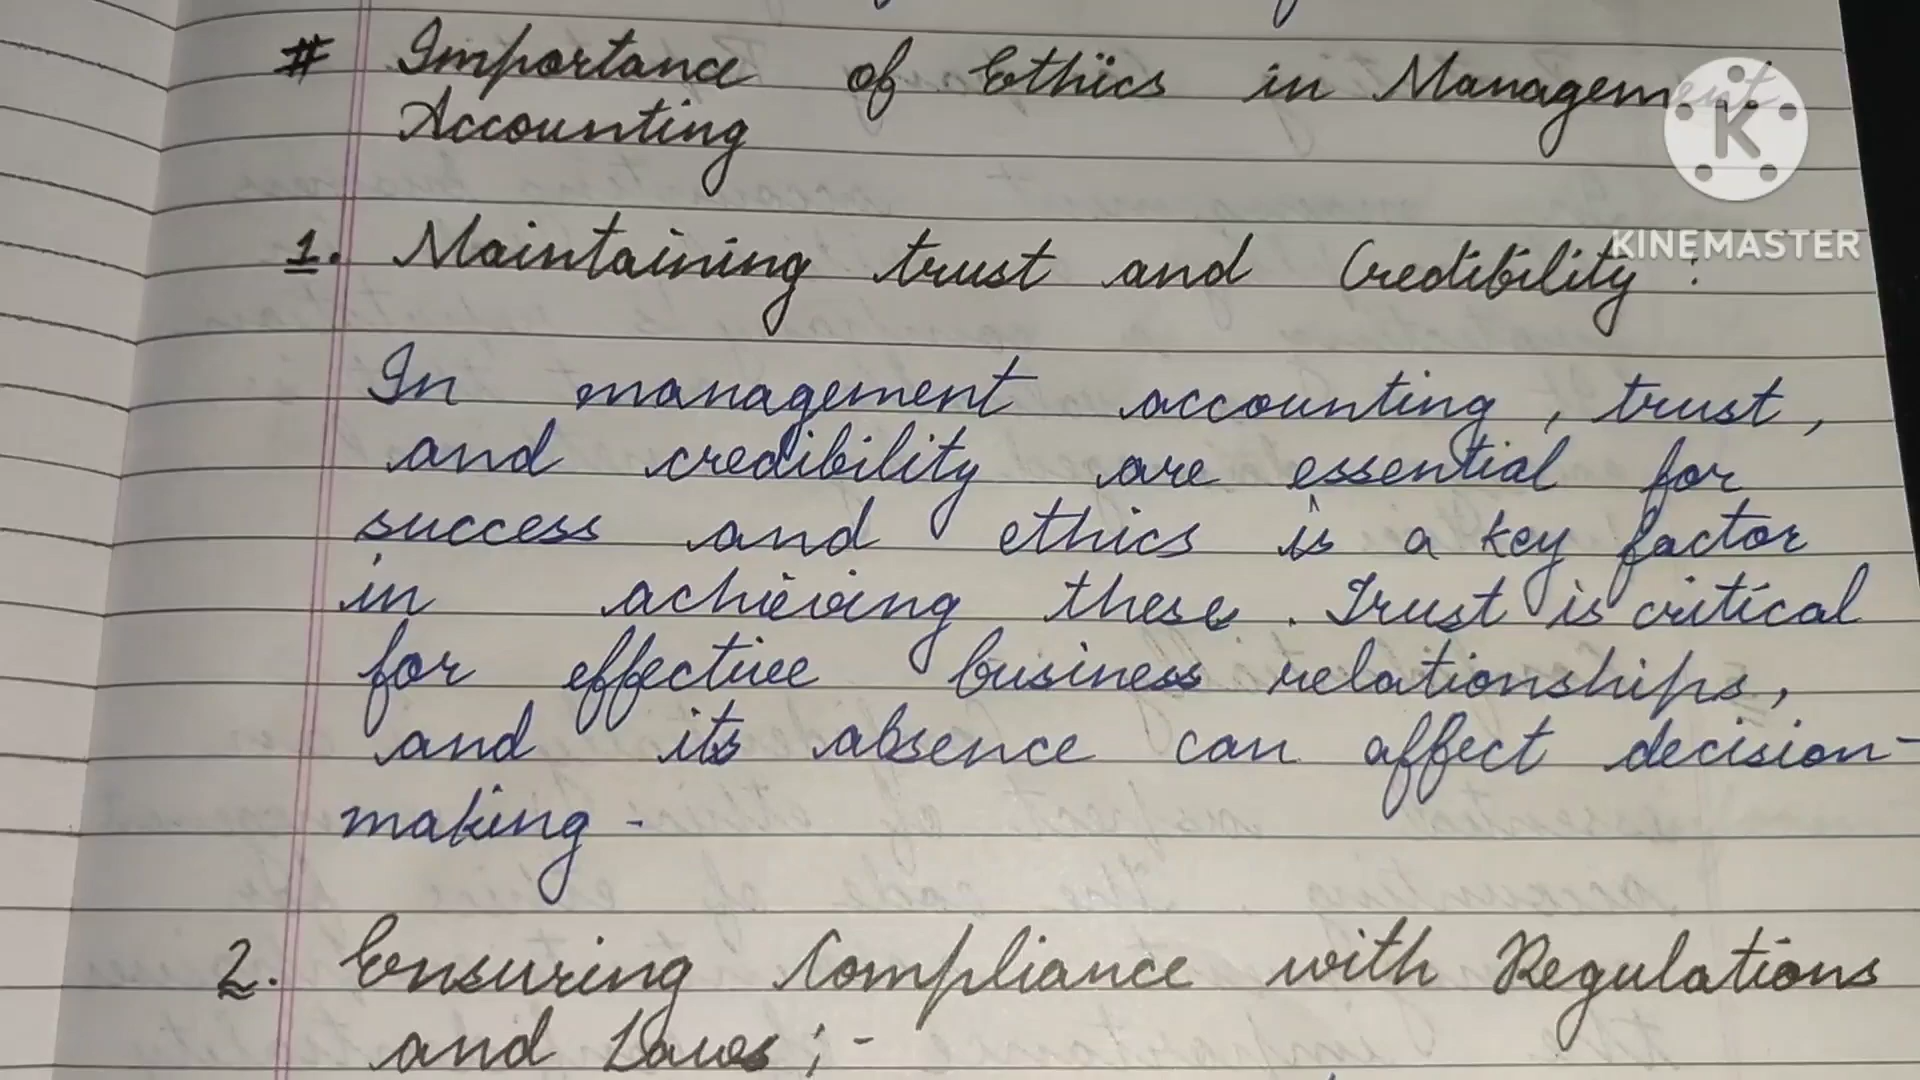 # Importance of Ethics in Management
Accounting
1. Maintaining trust and Credibility :
In management accounting, trust,
and credibility are essential for
success and ethics is a key factor
in achieving these. Trust is critical
for effective business relationships,
and its absence can affect decision-
making -
2. Ensuring Compliance with Regulations
and Laws ; -
K
KINEMASTER